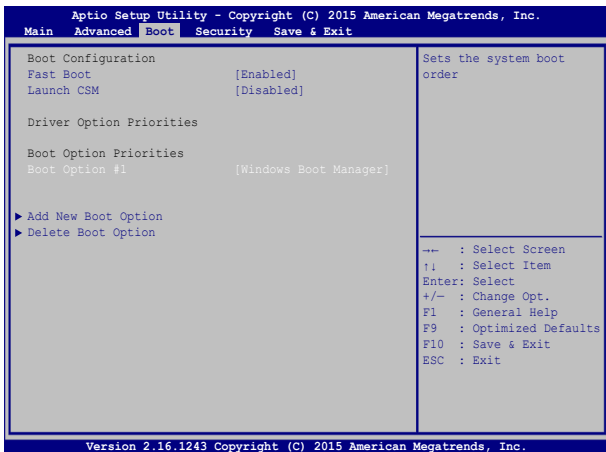 Aptio Setup Utility - Copyright (C) 2015 American Megatrends, Inc.
Main Advanced Boot Security Save & Exit
Boot Configuration
Fast Boot [Enabled]
Launch CSM [Disabled]
Driver Option Priorities
Boot Option Priorities
Boot Option #1 [Windows Boot Manager]
▶ Add New Boot Option
▶ Delete Boot Option
Sets the system boot
order
→← : Select Screen
↑↓ : Select Item
Enter: Select
+/— : Change Opt.
F1 : General Help
F9 : Optimized Defaults
F10 : Save & Exit
ESC : Exit
Version 2.16.1243 Copyright (C) 2015 American Megatrends, Inc.